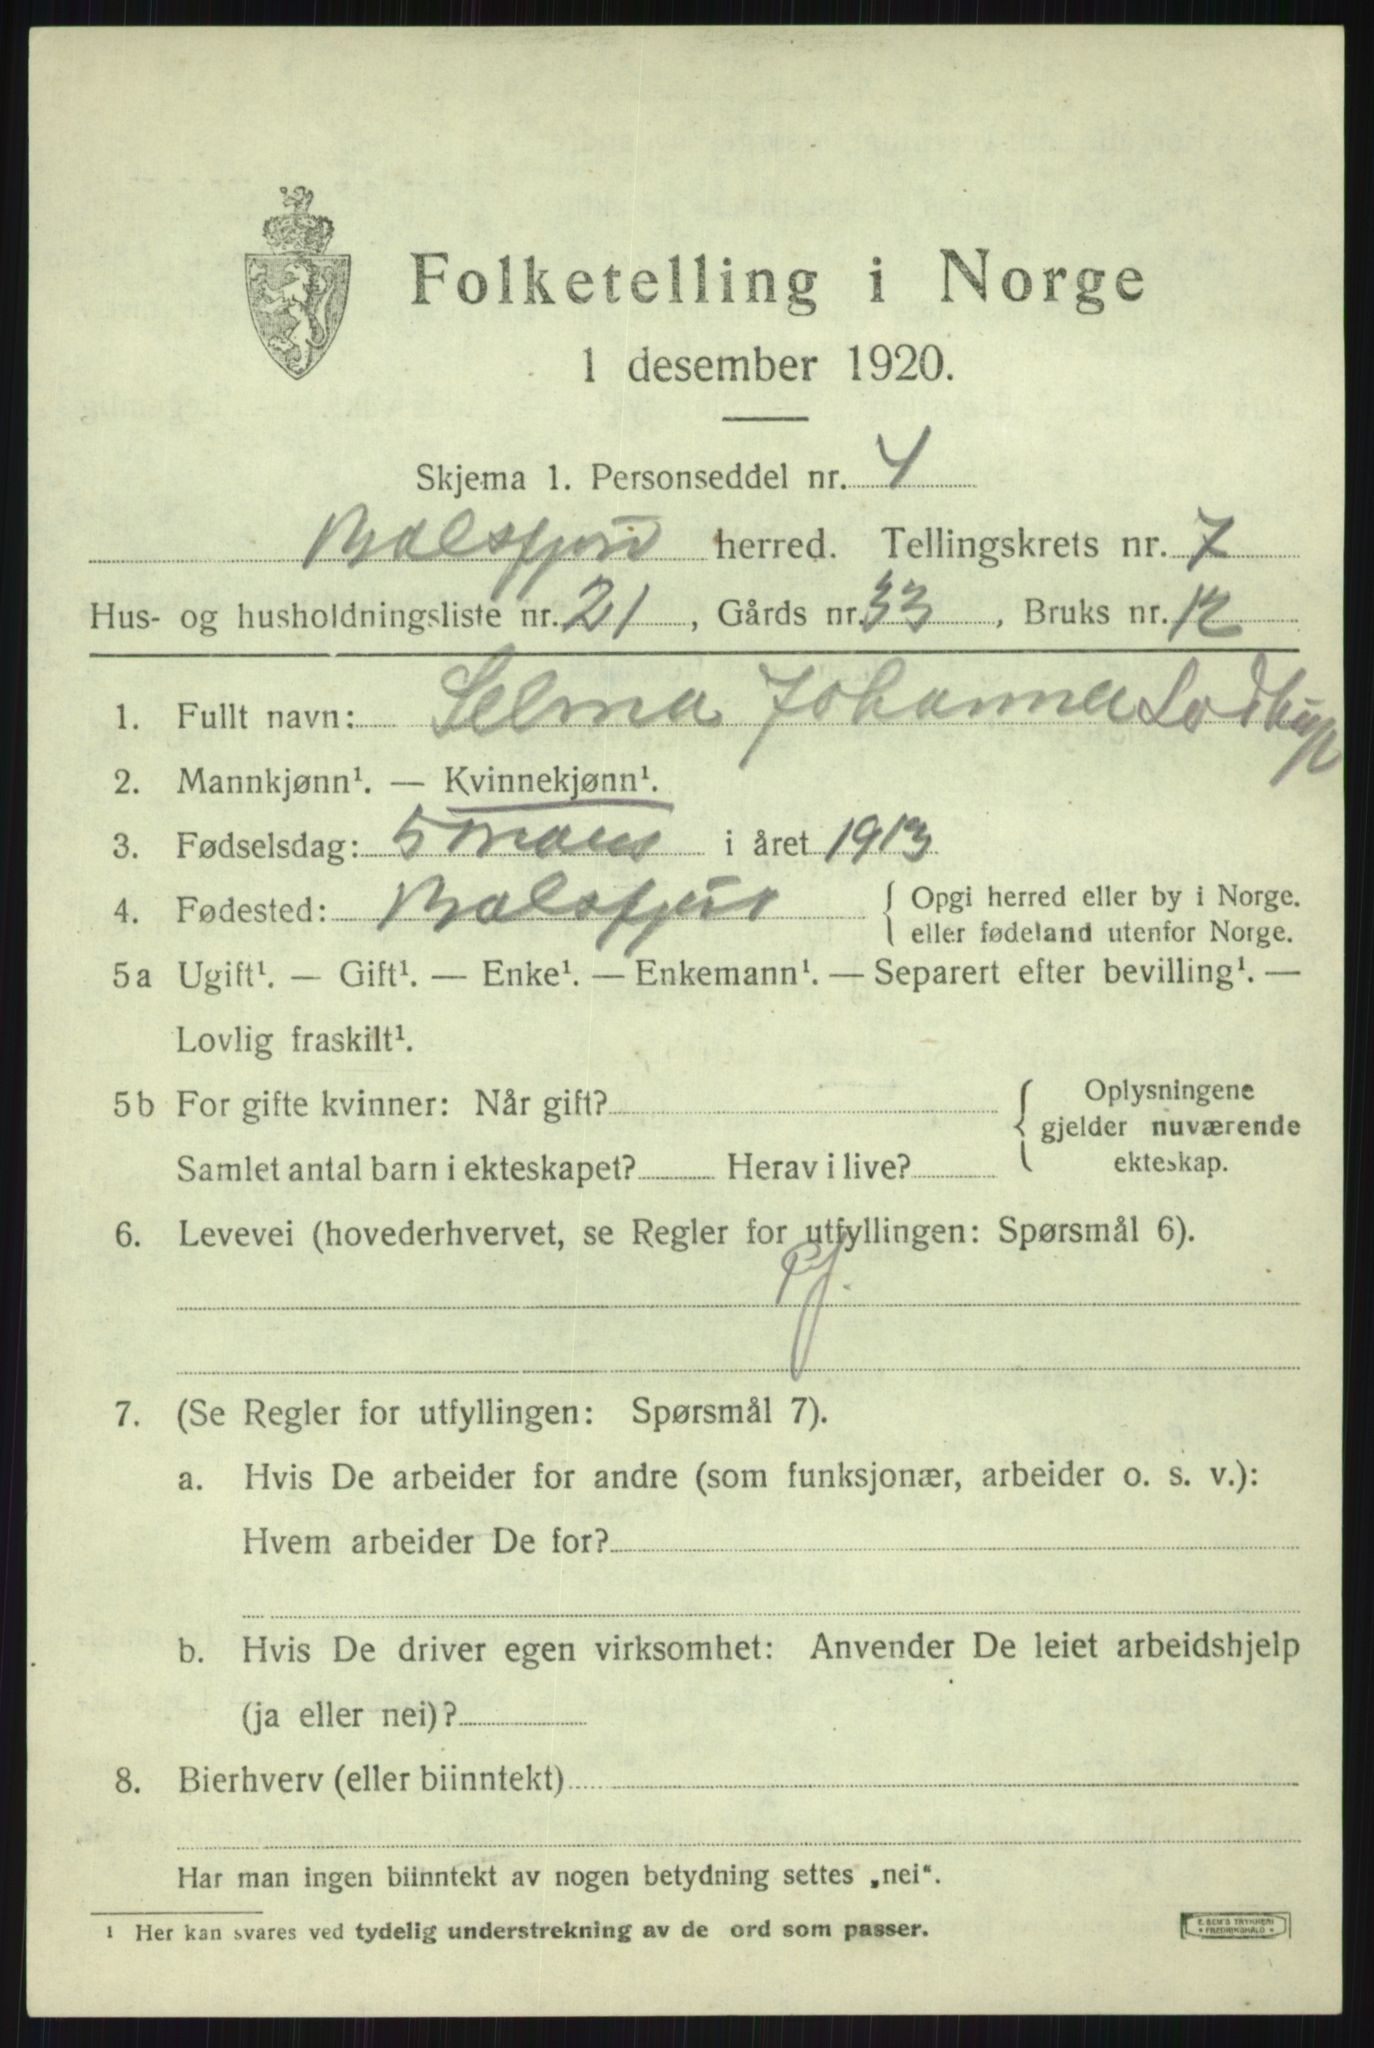 Folketelling i Norge
1 desember 1920.
Skjema 1. Personseddel nr. 4
Balsfjord herred. Tellingskrets nr. 7
Hus- og husholdningsliste nr. 21, Gårds nr. 33, Bruks nr. 12
1. Fullt navn: Selma Johanna
2. Mannkjønn¹. — Kvinnekjønn¹.
3. Fødselsdag: 5 mars i året 1913
4. Fødested: Balsfjord { Opgi herred eller by i Norge.
eller fødeland utenfor Norge.
5a Ugift¹. — Gift¹. — Enke¹. — Enkemann¹. — Separert efter bevilling¹. —
Lovlig fraskilt¹.
5b For gifte kvinner: Når gift? { Oplysningene
gjelder nuværende
Samlet antal barn i ekteskapet? Herav i live? ekteskap.
6. Levevei (hovederhvervet, se Regler for utfyllingen: Spørsmål 6).
7. (Se Regler for utfyllingen: Spørsmål 7).
a. Hvis De arbeider for andre (som funksjonær, arbeider o. s. v.):
Hvem arbeider De for?
b. Hvis De driver egen virksomhet: Anvender De leiet arbeidshjelp
(ja eller nei)?
8. Bierhverv (eller biinntekt)
Har man ingen biinntekt av nogen betydning settes „nei“.
¹ Her kan svares ved tydelig understrekning av de ord som passer.
E. SEM'S TRYKKERI
• FREDRIKSHALD •